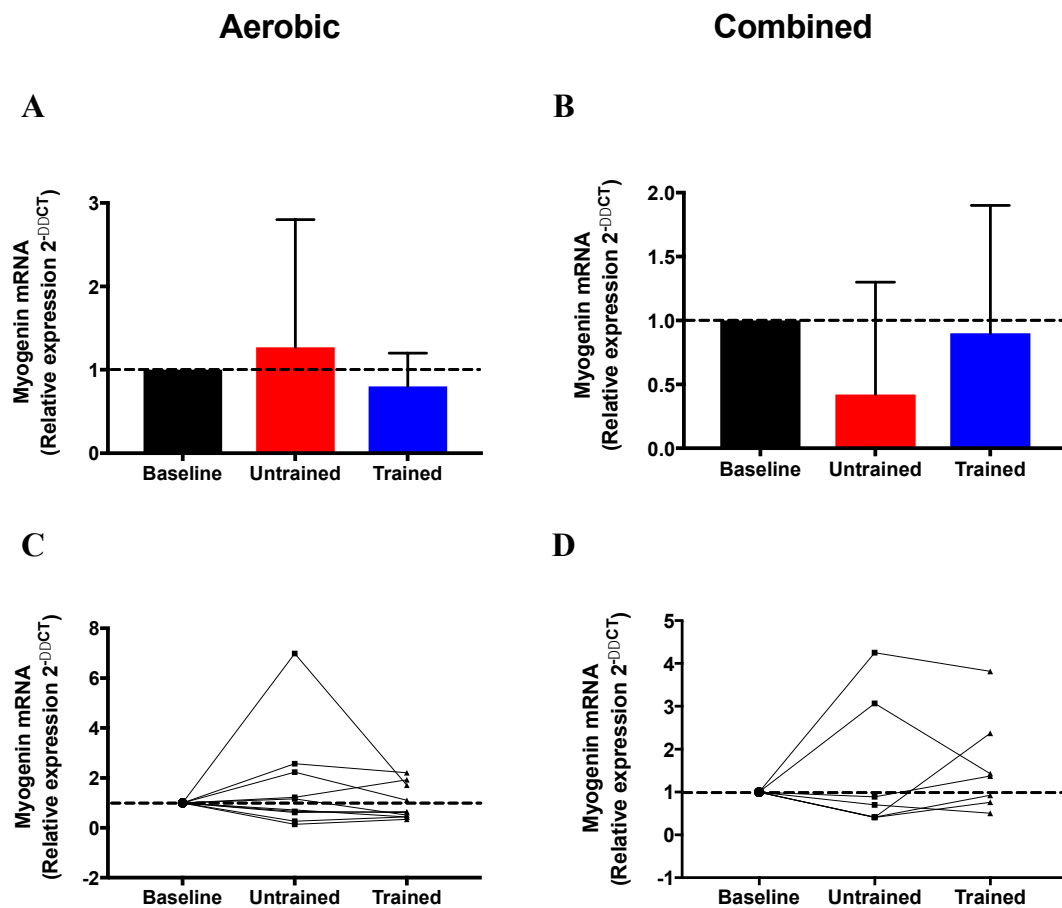 Aerobic
Combined
A
Myogenin mRNA
(Relative expression 2-DDCT)
3
2
1
0
Baseline Untrained Trained
B
Myogenin mRNA
(Relative expression 2-DDCT)
2.0
1.5
1.0
0.5
0.0
Baseline Untrained Trained
C
Myogenin mRNA
(Relative expression 2-DDCT)
8
6
4
2
0
-2
Baseline Untrained Trained
D
Myogenin mRNA
(Relative expression 2-DDCT)
5
4
3
2
1
0
-1
Baseline Untrained Trained